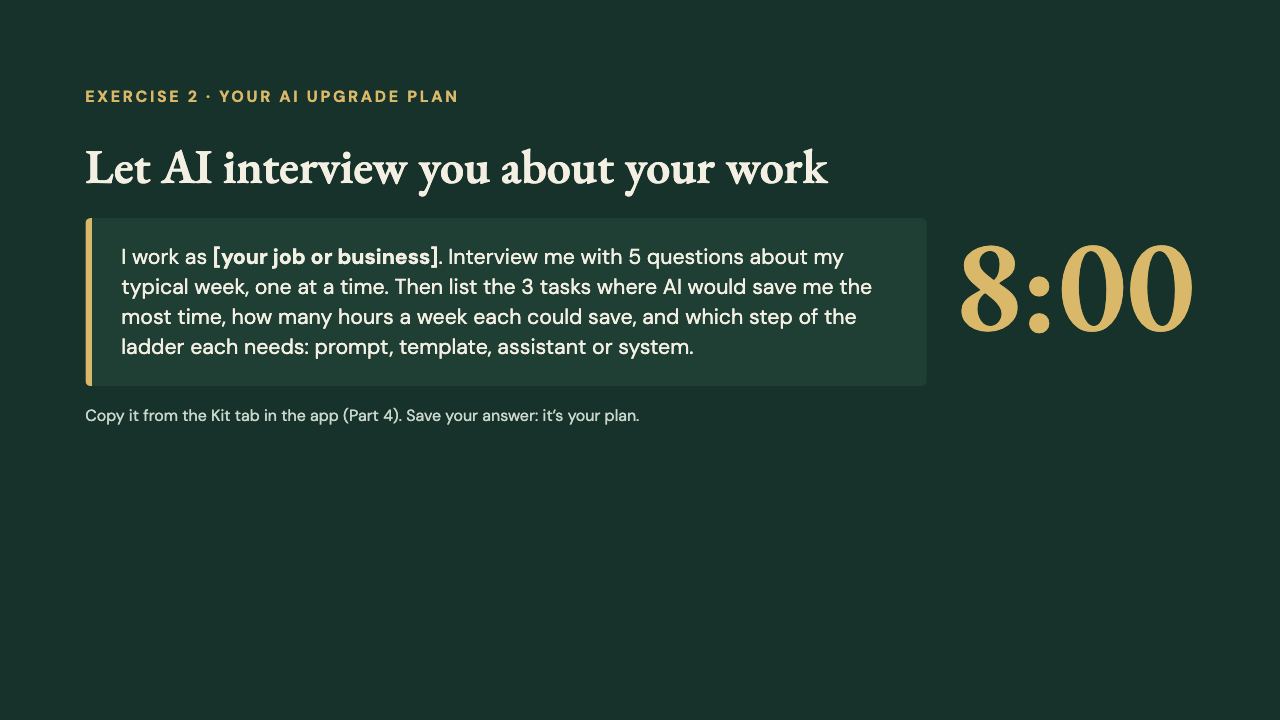 EXERCISE 2 · YOUR AI UPGRADE PLAN
Let AI interview you about your work
I work as [your job or business]. Interview me with 5 questions about my
typical week, one at a time. Then list the 3 tasks where AI would save me the
most time, how many hours a week each could save, and which step of the
ladder each needs: prompt, template, assistant or system.
8:00
Copy it from the Kit tab in the app (Part 4). Save your answer: it’s your plan.